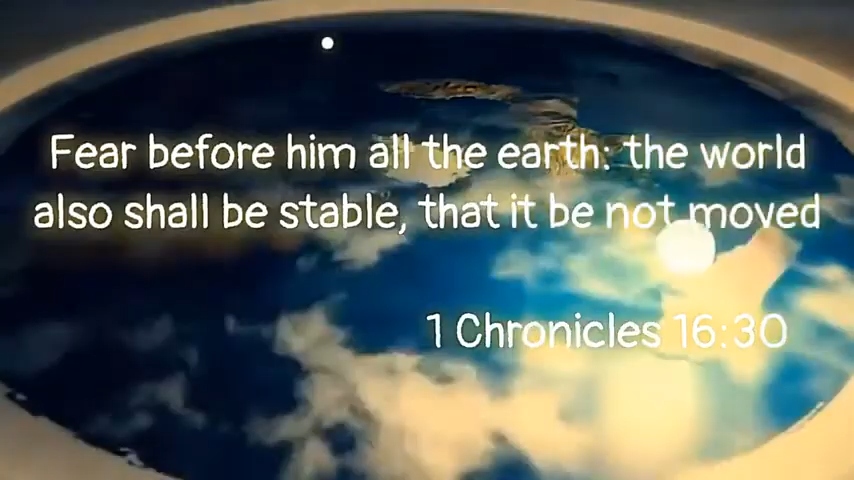 Fear before him all the earth: the world
also shall be stable, that it be not moved
1 Chronicles 16:30